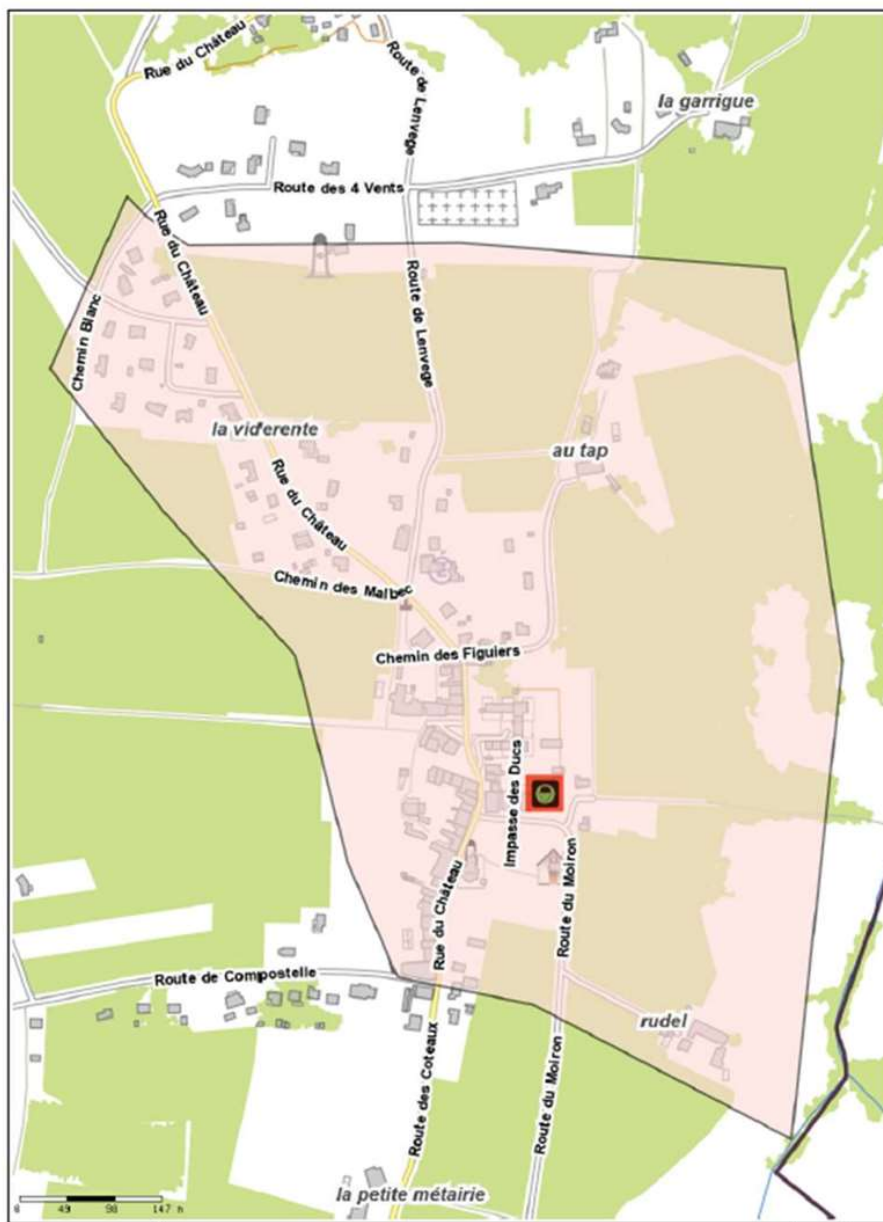 Rue du Château
Route de Lenvege
la garrigue
Route des 4 Vents
Rue du Château
Route de Lenvege
Chemin Blanc
la vid'erente
au tap
Rue du Château
Chemin des Malbec
Chemin des Figuiers
Impasse des Ducs
Rue du Château
Route du Moiron
Route de Compostelle
rudel
Route des Coteaux
Route du Moiron
la petite métairie
49 98 147